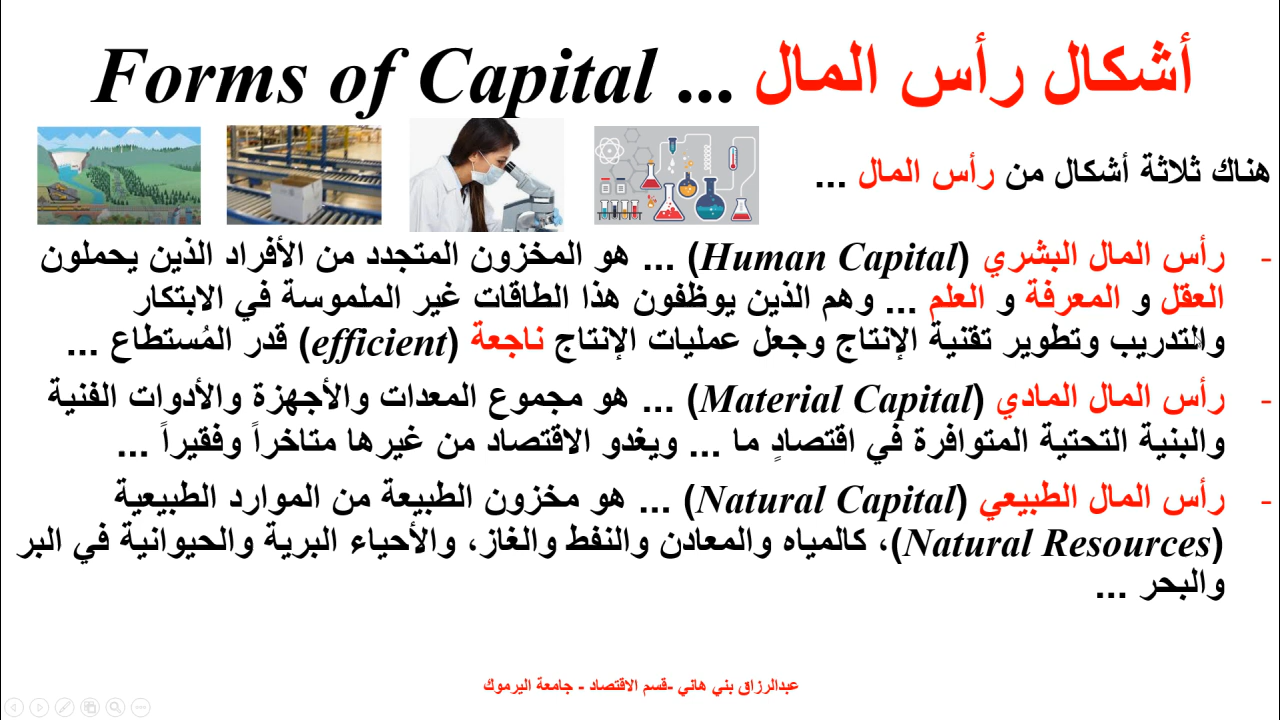 أشكال رأس المال ... Forms of Capital
هناك ثلاثة أشكال من رأس المال ...
- رأس المال البشري (Human Capital) ... هو المخزون المتجدد من الأفراد الذين يحملون
العقل و المعرفة و العلم ... وهم الذين يوظفون هذا الطاقات غير الملموسة في الابتكار
والتدريب وتطوير تقنية الإنتاج وجعل عمليات الإنتاج ناجعة (efficient) قدر المُستطاع ...
- رأس المال المادي (Material Capital) ... هو مجموع المعدات والأجهزة والأدوات الفنية
والبنية التحتية المتوافرة في اقتصادٍ ما ... ويغدو الاقتصاد من غيرها متاخراً وفقيراً ...
- رأس المال الطبيعي (Natural Capital) ... هو مخزون الطبيعة من الموارد الطبيعية
(Natural Resources)، كالمياه والمعادن والنفط والغاز، والأحياء البرية والحيوانية في البر
والبحر ...
عبدالرزاق بني هاني -قسم الاقتصاد - جامعة اليرموك